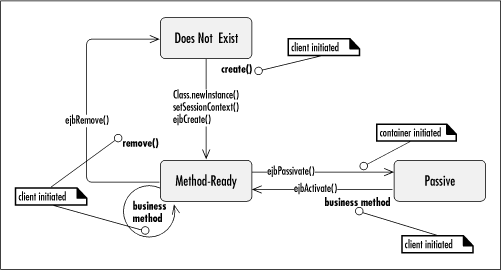 Does Not Exist
client initiated
create()
Class.newInstance()
setSessionContext()
ejbCreate()
ejbRemove()
remove()
container initiated
Method-Ready
ejbPassivate()
ejbActivate()
Passive
client initiated
business
method
business method
client initiated